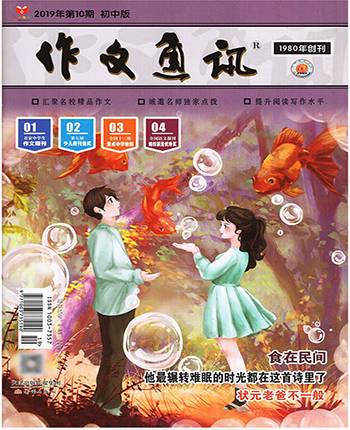 2019年第10期 初中版
作文通讯®
1980年创刊
□ 汇聚名校精品作文 □ 诚邀名师独家点拨 □ 提升阅读写作水平
01
02
03
04
作文期刊
食在民间
他最辗转难眠的时光都在这首诗里了
状元老爸不一般